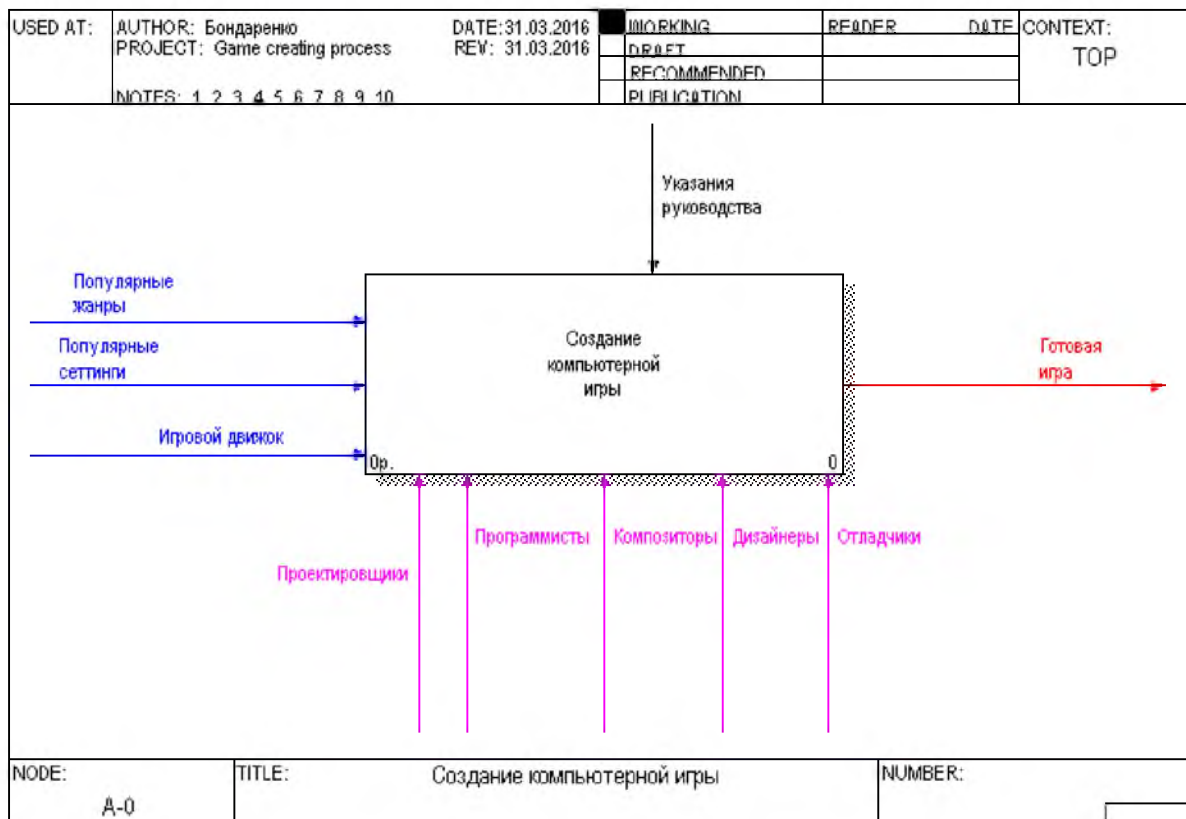 USED AT:
AUTHOR: Бондаренко
DATE:31.03.2016
PROJECT: Game creating process
REV: 31.03.2016
NOTES: 1 2 3 4 5 6 7 8 9 10
WORKING
DRAFT
RECOMMENDED
PUBLICATION
READER
DATE
CONTEXT:
TOP
Указания
руководства
Популярные
жанры
Популярные
сеттинги
Игровой движок
Создание
компьютерной
игры
0р.
0
Готовая
игра
Программисты
Композиторы
Дизайнеры
Отладчики
Проектировщики
NODE:
A-0
TITLE:
Создание компьютерной игры
NUMBER: